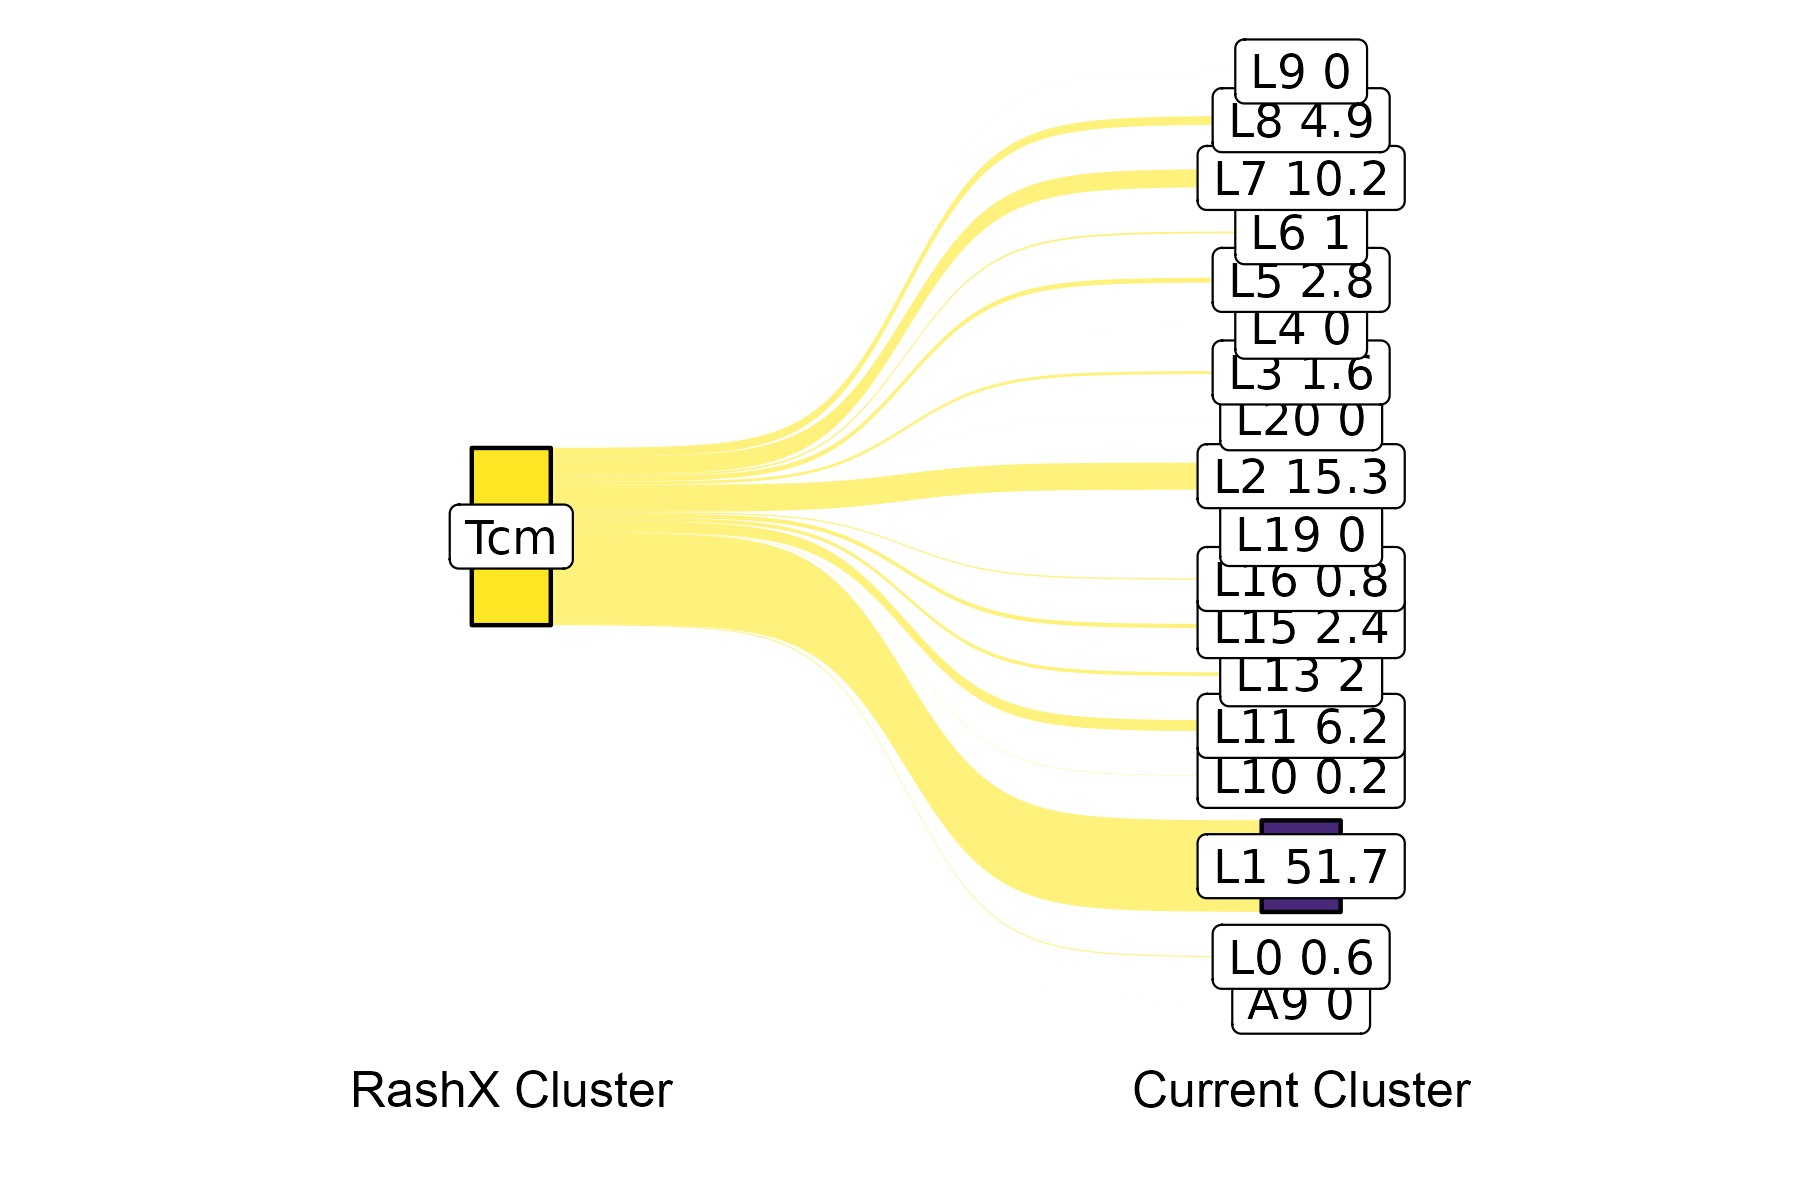 L9 0
L8 4.9
L7 10.2
L6 1
L5 2.8
L4 0
L3 1.6
L20 0
L2 15.3
L19 0
Tcm
L16 0.8
L15 2.4
L13 2
L11 6.2
L10 0.2
L1 51.7
L0 0.6
A9 0
RashX Cluster
Current Cluster